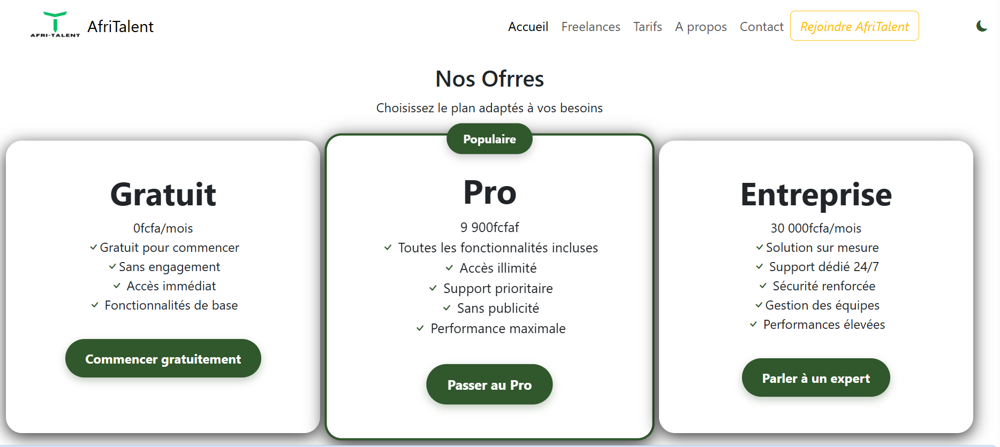 AFRI-TALENT
AfriTalent
Accueil Freelances Tarifs A propos Contact Rejoindre AfriTalent
Nos Ofrres
Choisissez le plan adaptés à vos besoins
Gratuit
0fcfa/mois
Gratuit pour commencer
Sans engagement
Accès immédiat
Fonctionnalités de base
Commencer gratuitement
Populaire
Pro
9 900fcfaf
Toutes les fonctionnalités incluses
Accès illimité
Support prioritaire
Sans publicité
Performance maximale
Passer au Pro
Entreprise
30 000fcfa/mois
Solution sur mesure
Support dédié 24/7
Sécurité renforcée
Gestion des équipes
Performances élevées
Parler à un expert